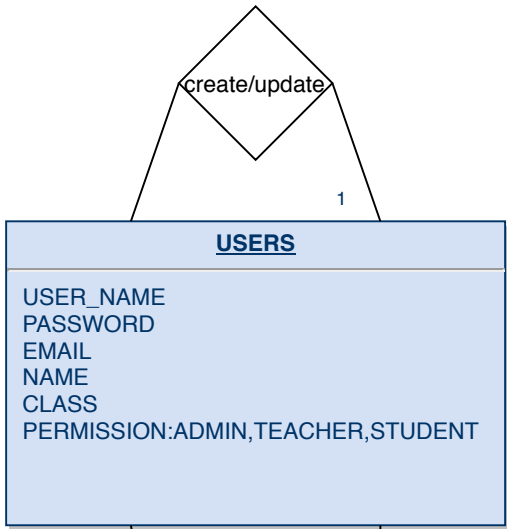 create/update
1
USERS
USER_NAME
PASSWORD
EMAIL
NAME
CLASS
PERMISSION:ADMIN,TEACHER,STUDENT